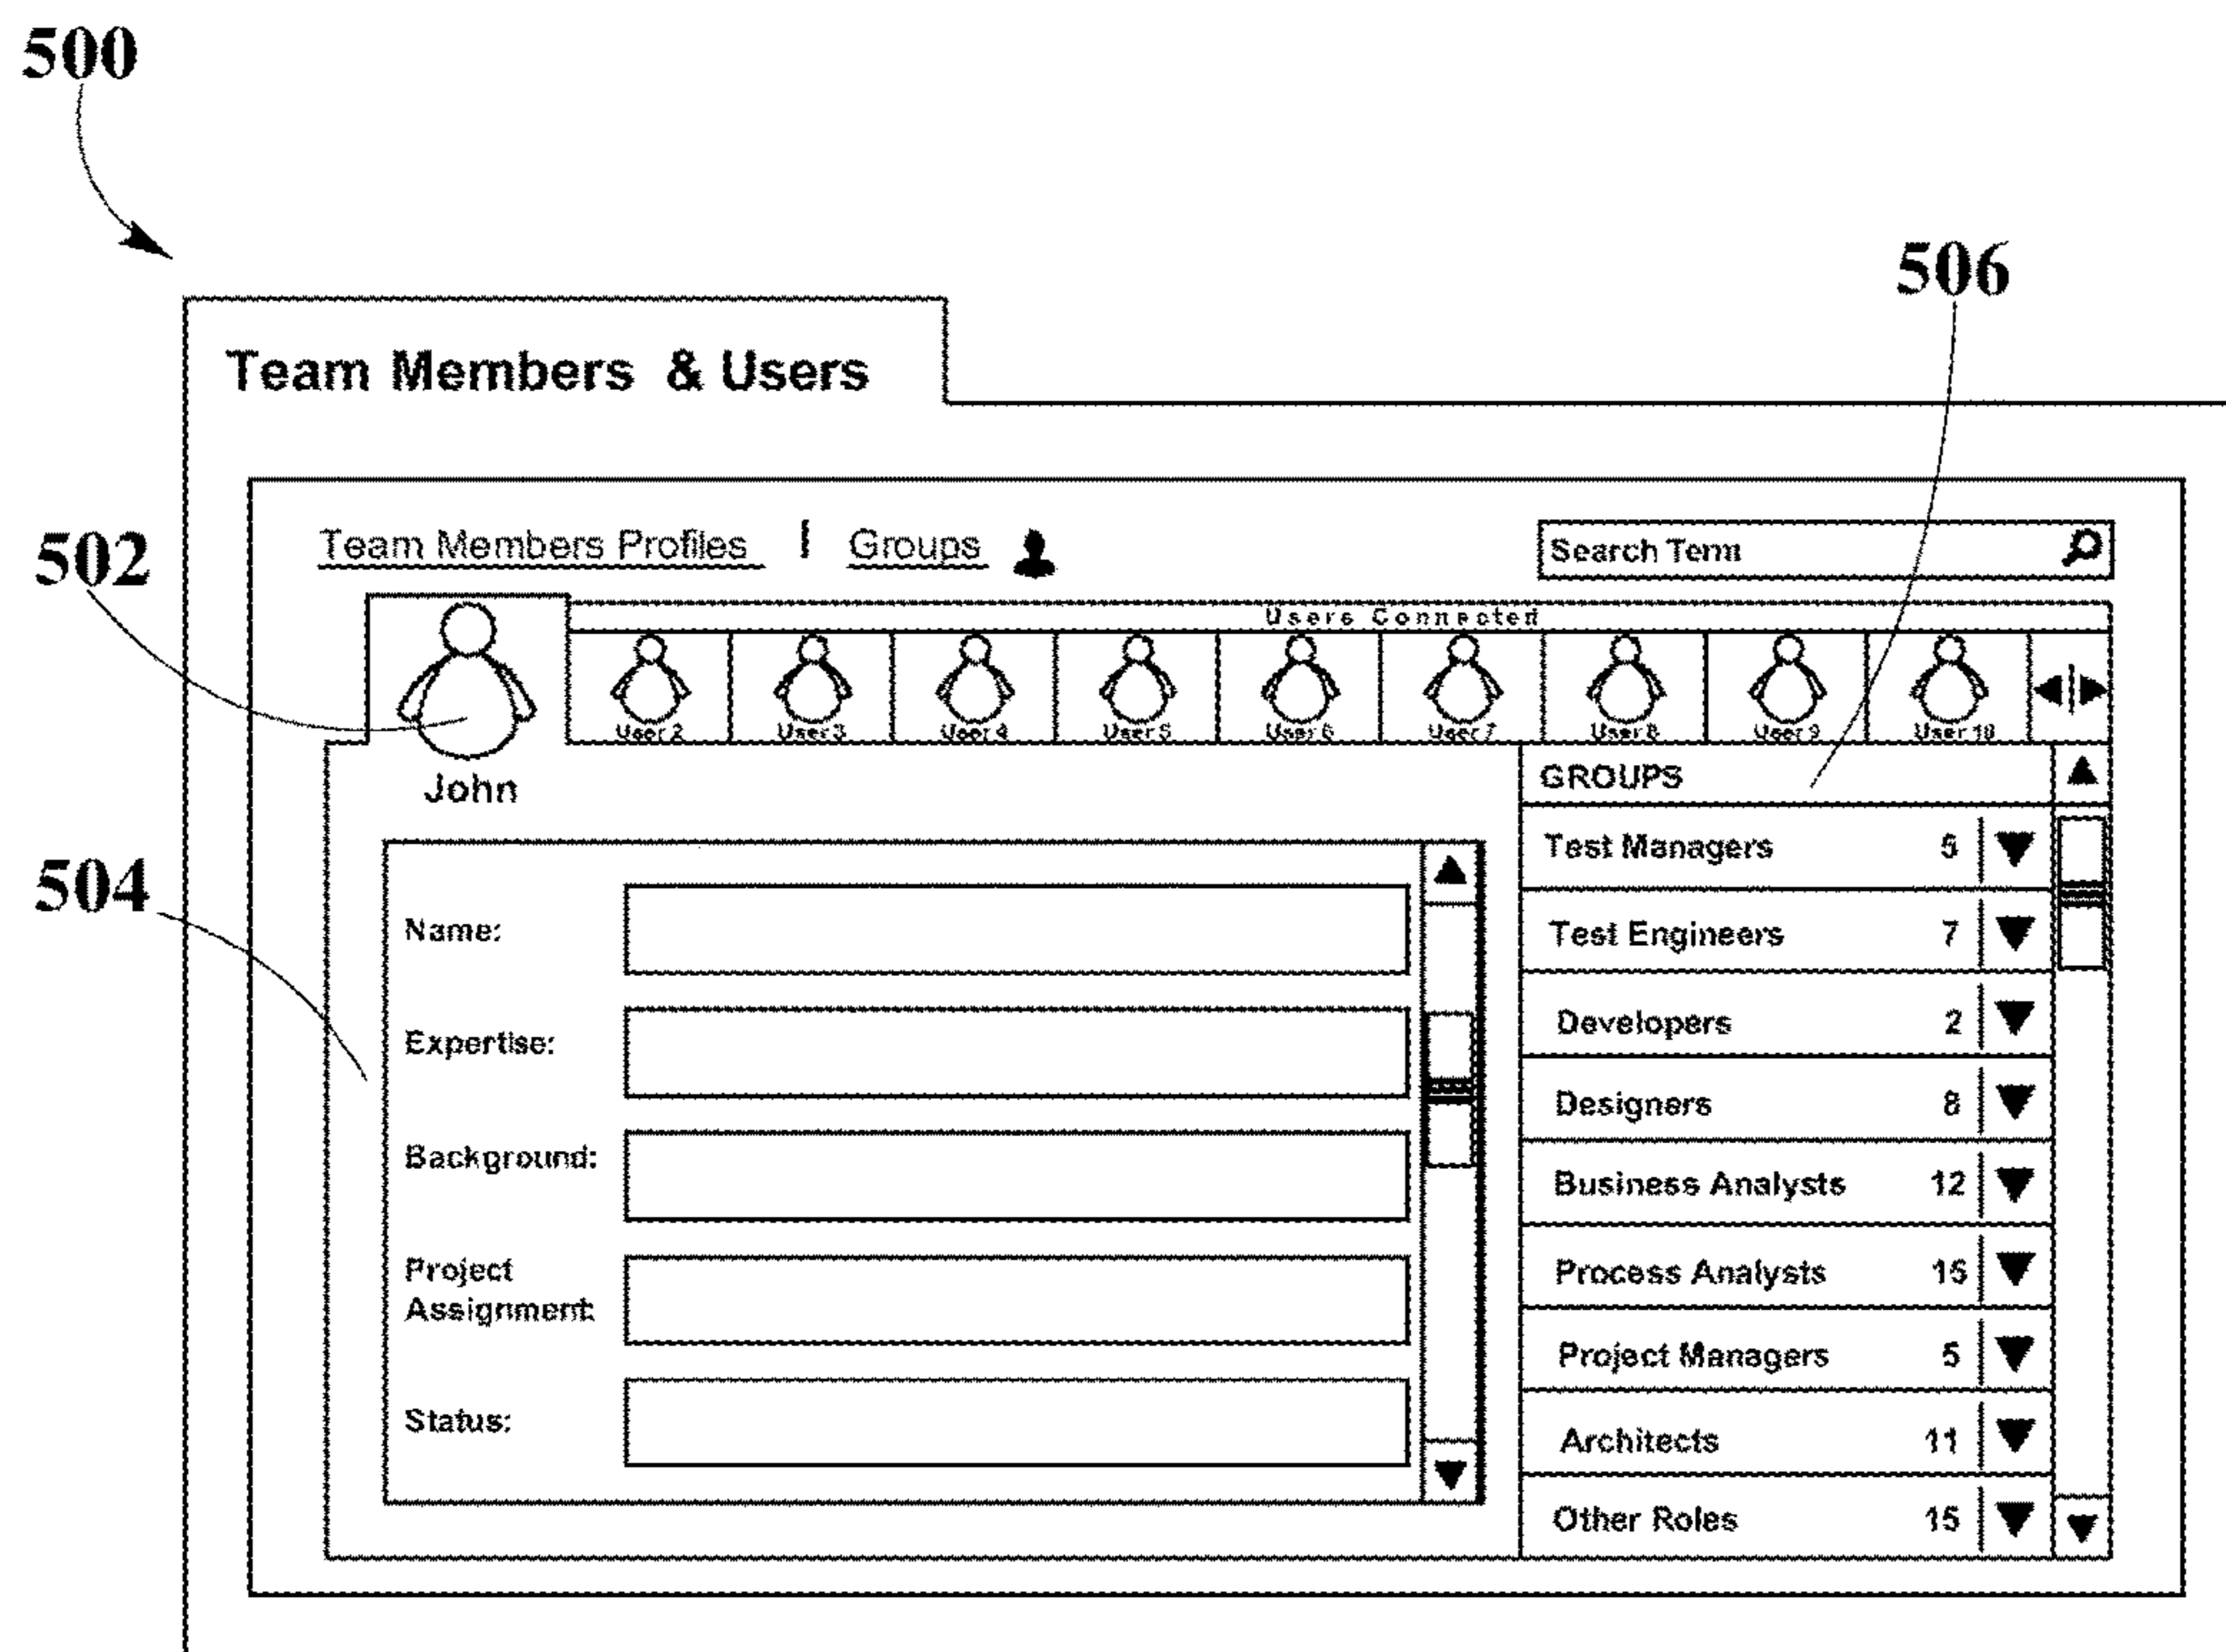 500
506
Team Members & Users
502
Team Members Profiles | Groups
Search Term
Users Connected
User 2 User 3 User 4 User 5 User 6 User 7 User 8 User 9 User 10
John
GROUPS
504
Test Managers
Name:
Test Engineers 7
Expertise:
Developers 2
Designers 8
Background:
Business Analysts 12
Project
Assignment:
Process Analysts
Project Managers 5
Status:
Architects 11
Other Roles 15